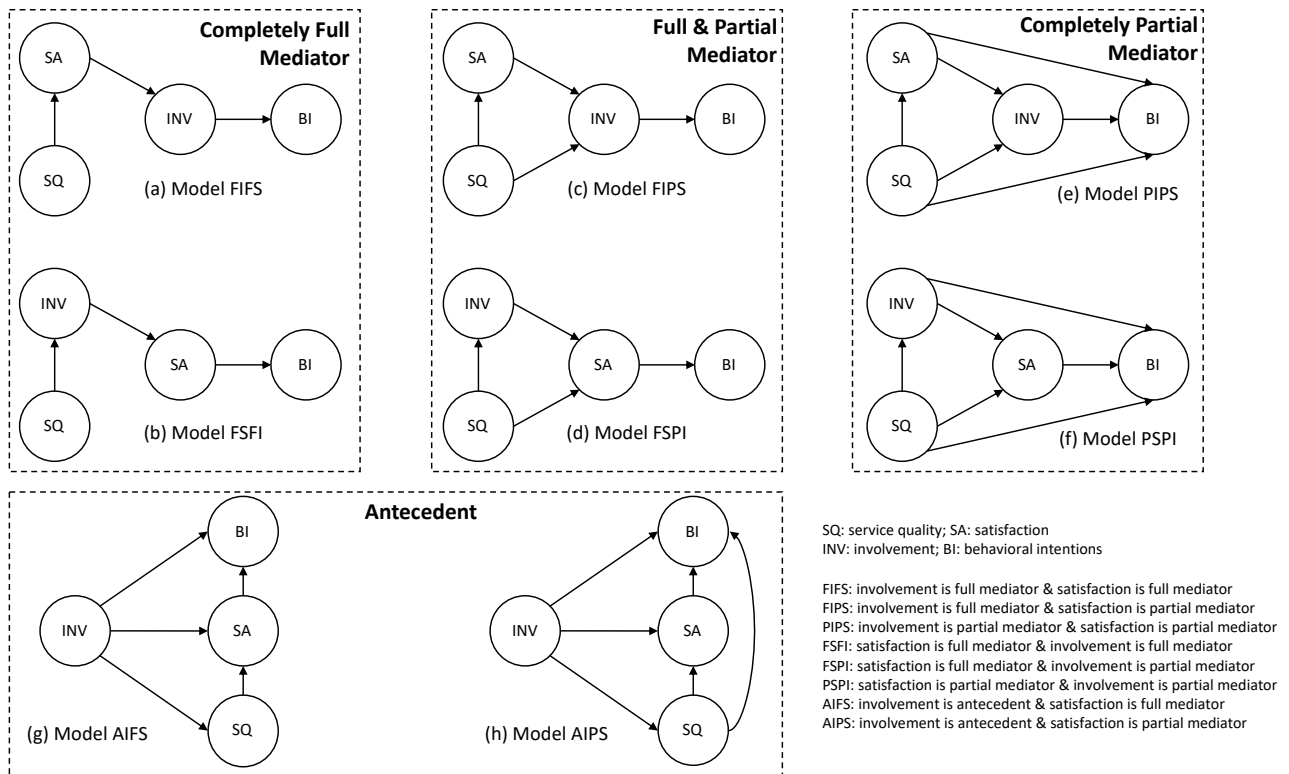 Completely Full
Mediator
SA
INV
BI
SQ
(a) Model FIFS
INV
SA
BI
SQ
(b) Model FSFI
Full & Partial
Mediator
SA
INV
BI
SQ
(c) Model FIPS
INV
SA
BI
SQ
(d) Model FSPI
Completely Partial
Mediator
SA
INV
BI
SQ
(e) Model PIPS
INV
SA
BI
SQ
(f) Model PSPI
Antecedent
BI
INV
SA
SQ
(g) Model AIFS
BI
INV
SA
SQ
(h) Model AIPS
SQ: service quality; SA: satisfaction
INV: involvement; BI: behavioral intentions
FIFS: involvement is full mediator & satisfaction is full mediator
FIPS: involvement is full mediator & satisfaction is partial mediator
PIPS: involvement is partial mediator & satisfaction is partial mediator
FSFI: satisfaction is full mediator & involvement is full mediator
FSPI: satisfaction is full mediator & involvement is partial mediator
PSPI: satisfaction is partial mediator & involvement is partial mediator
AIFS: involvement is antecedent & satisfaction is full mediator
AIPS: involvement is antecedent & satisfaction is partial mediator